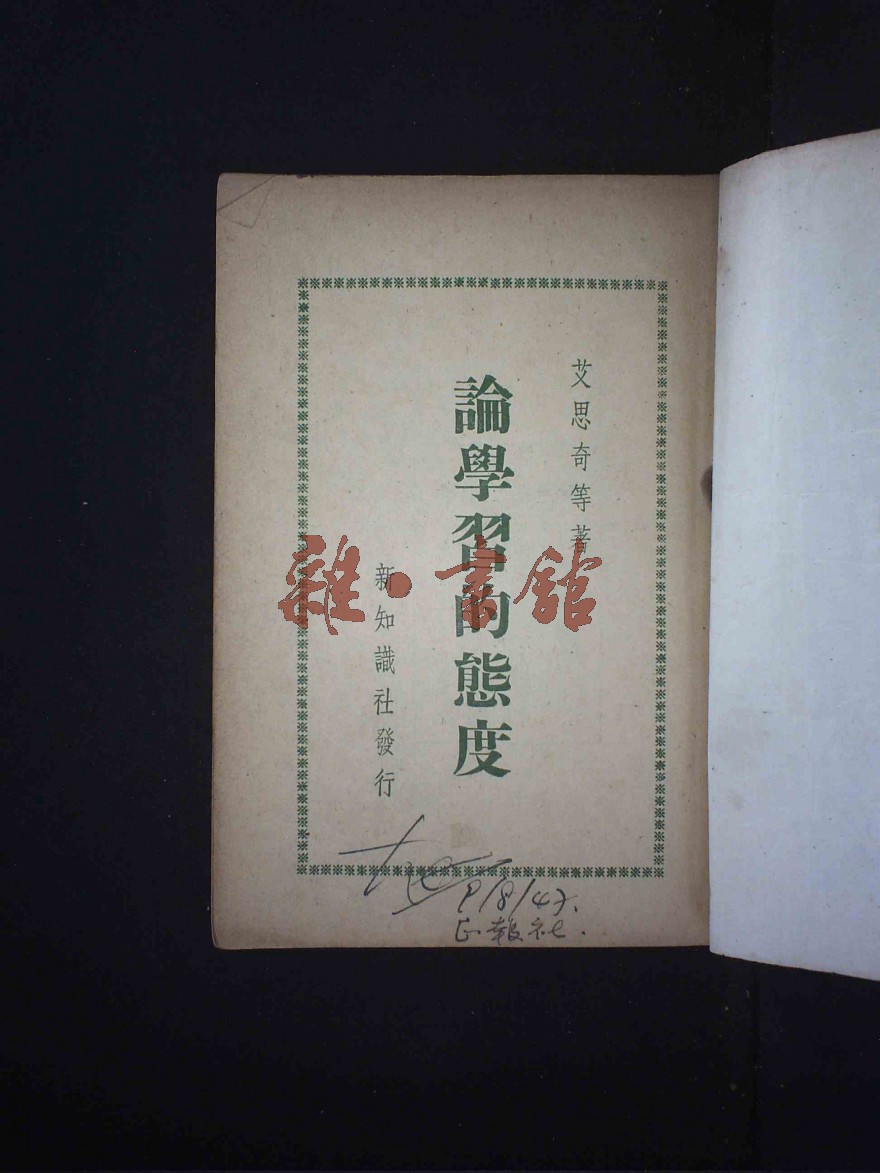 艾思奇等著
論學習的態度
新知識社發行
雜·書館
9/8/47.
正報社.